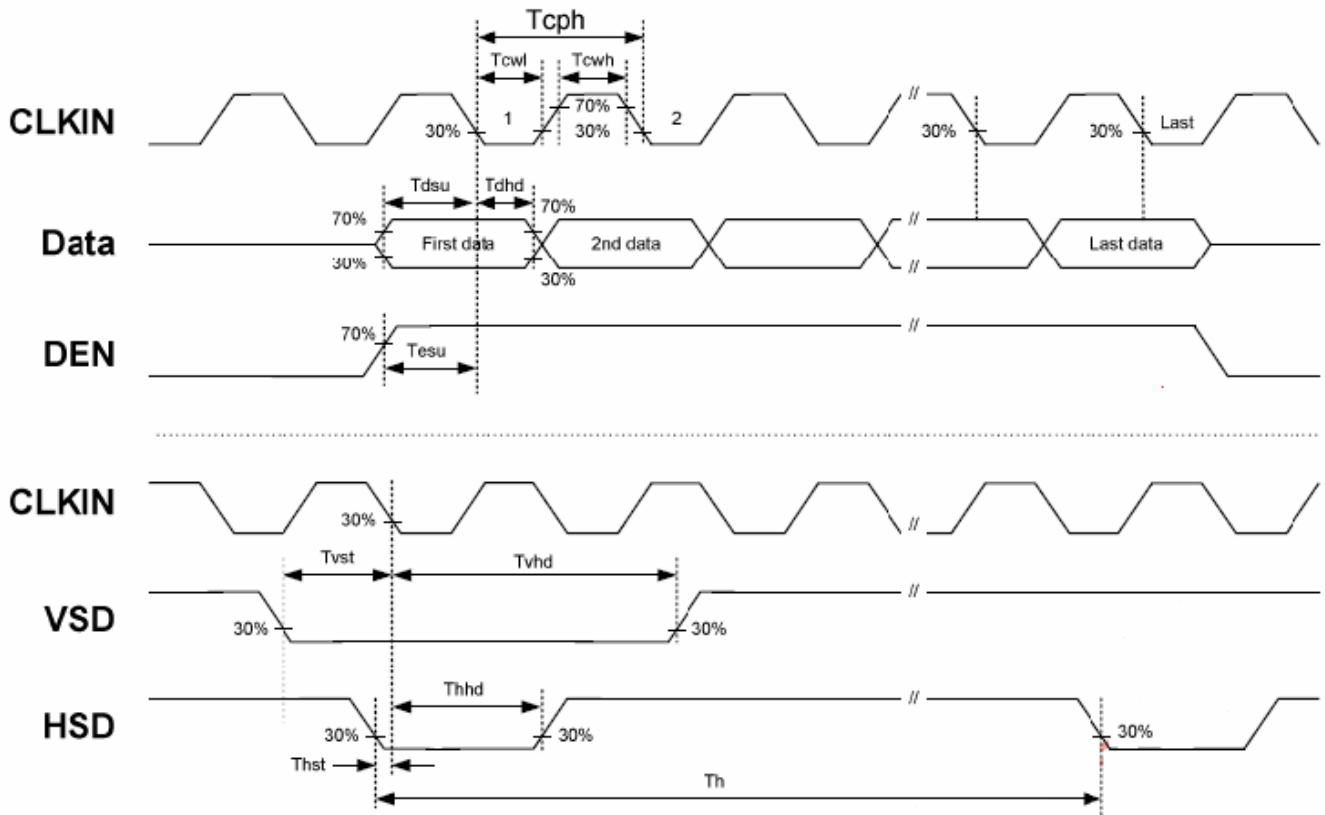 Tcph
Tcwl Tcwh
CLKIN 30% 1 70% 30% 2 // 30% 30% Last
Tdsu Tdhd
70% 70%
Data First data 2nd data // Last data
30% // 30%
DEN 70% //
Tesu
CLKIN 30% //
Tvst Tvhd
VSD 30% 30% //
Thhd
HSD 30% 30% // 30%
Thst
Th